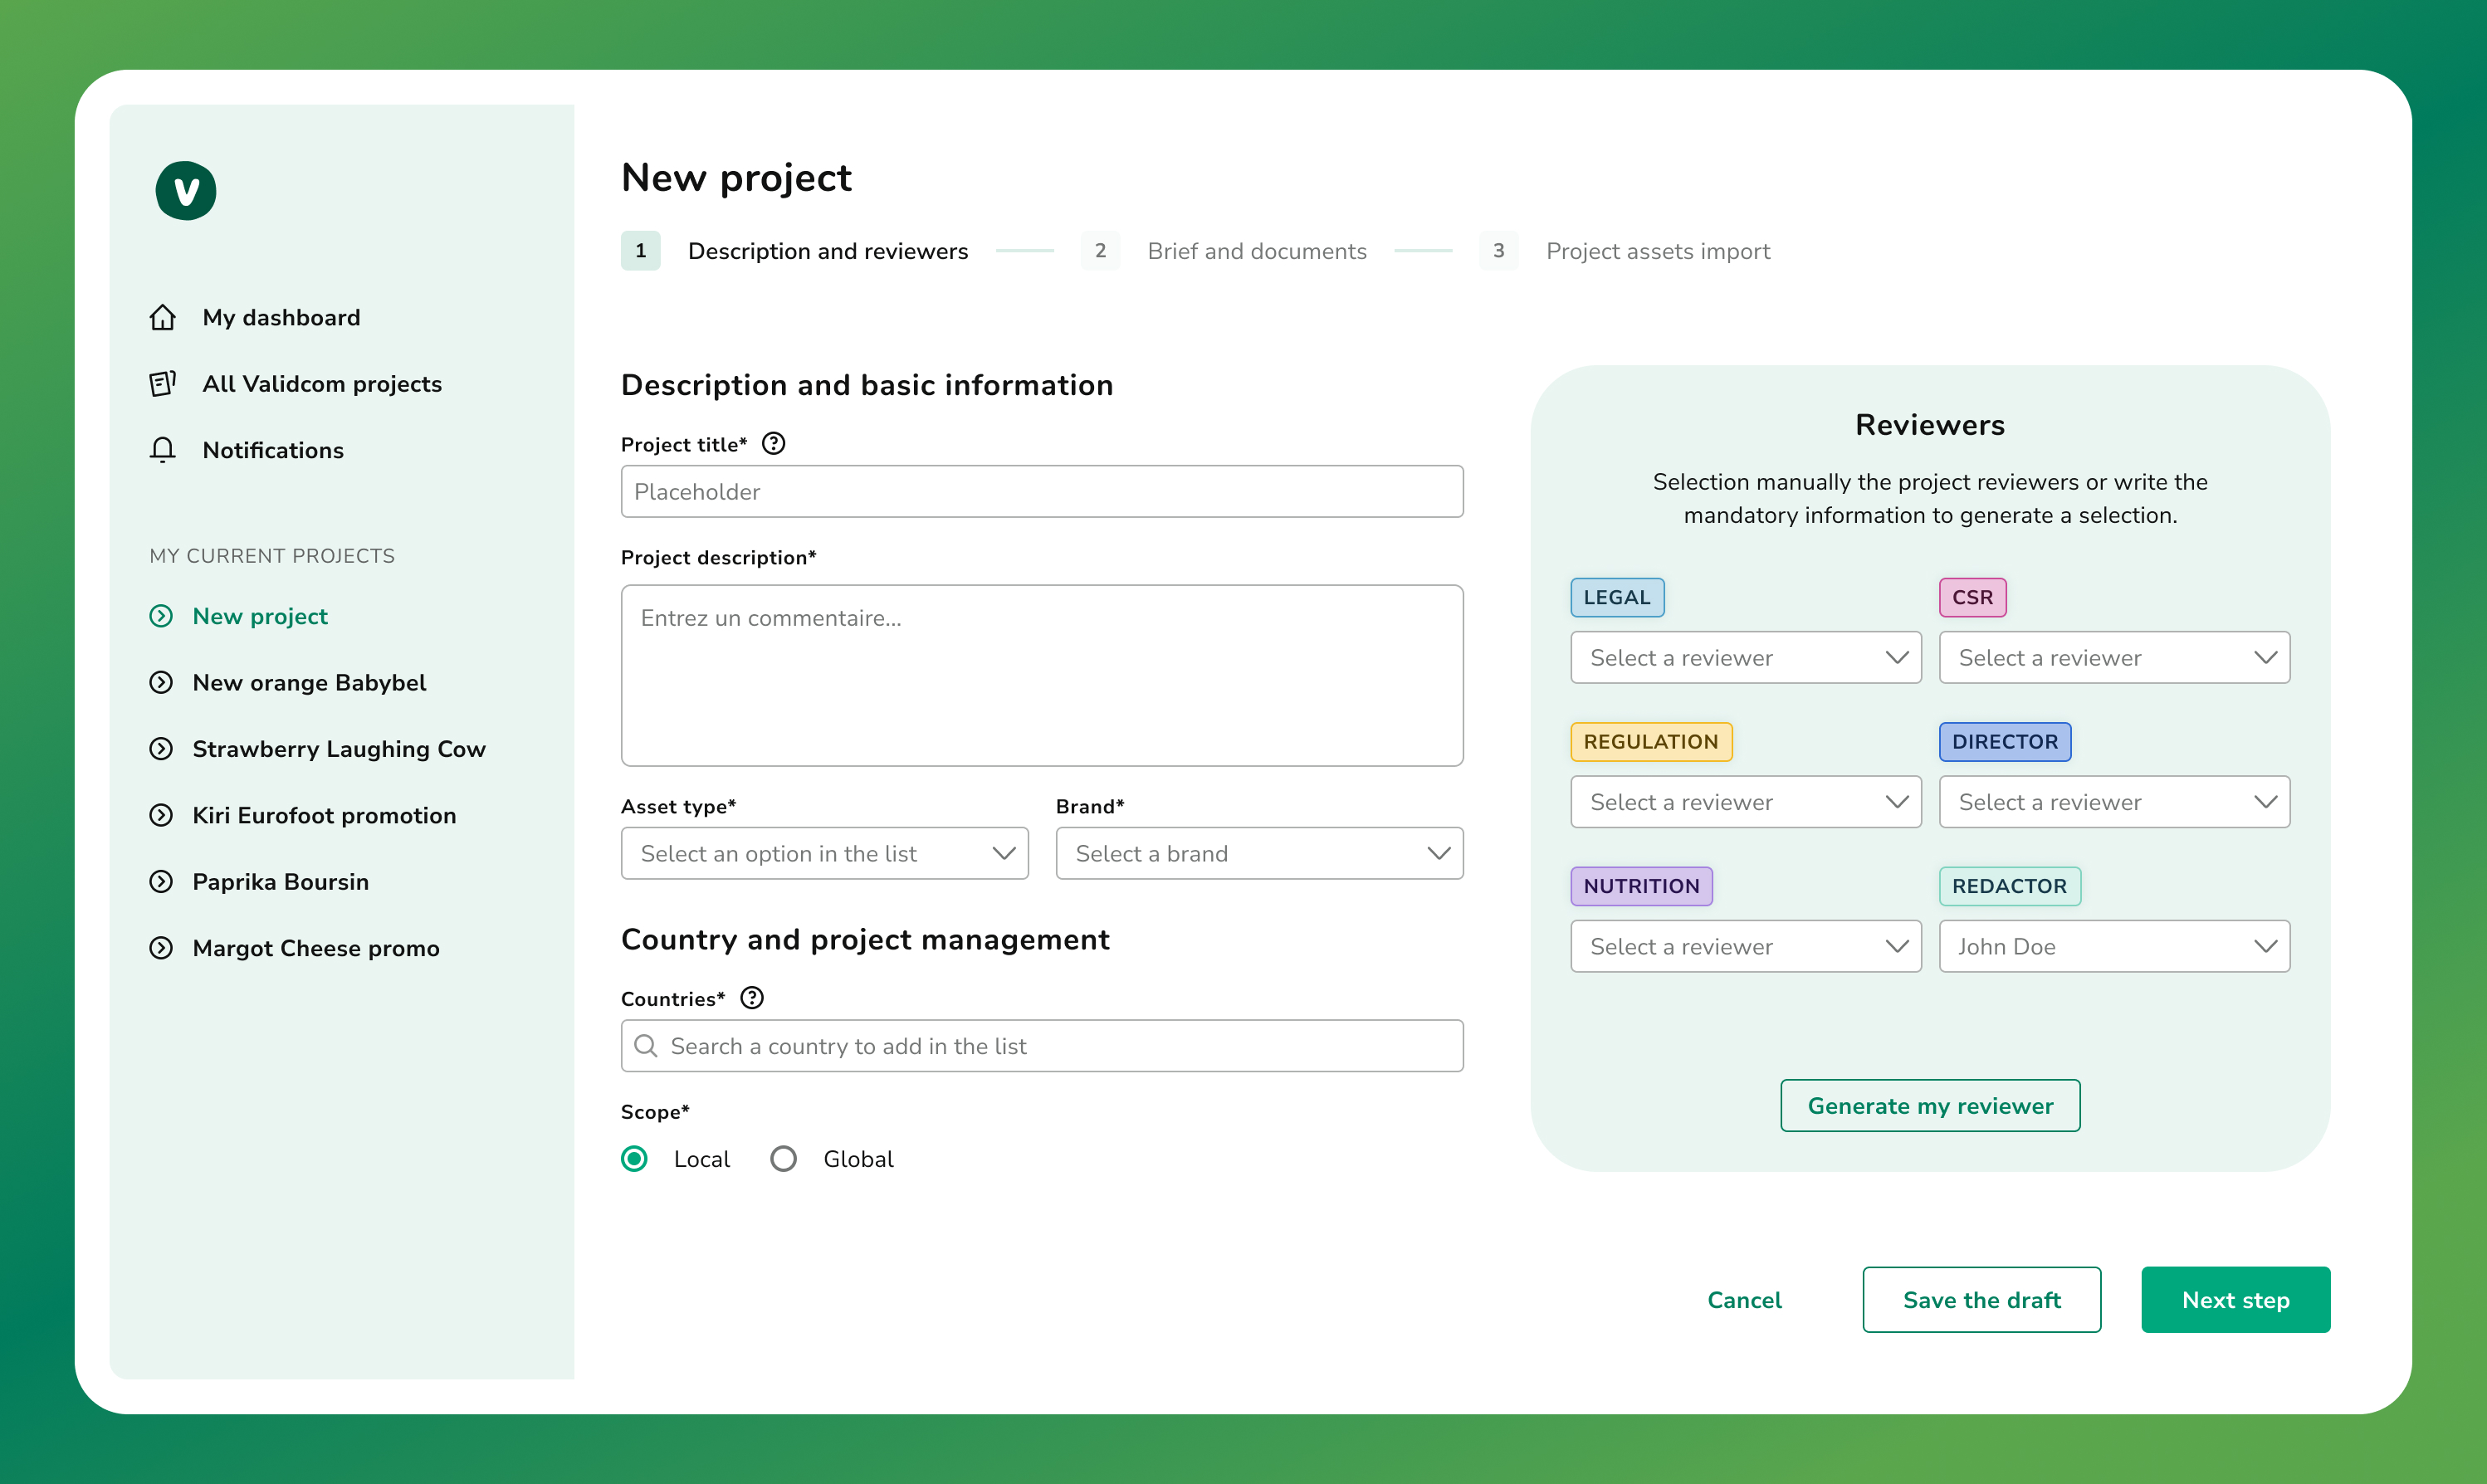 v
My dashboard
All Validcom projects
Notifications
MY CURRENT PROJECTS
New project
New orange Babybel
Strawberry Laughing Cow
Kiri Eurofoot promotion
Paprika Boursin
Margot Cheese promo
New project
1 Description and reviewers 2 Brief and documents 3 Project assets import
Description and basic information
Project title* ?
Placeholder
Project description*
Entrez un commentaire...
Asset type* Brand*
Select an option in the list Select a brand
Country and project management
Countries* ?
Search a country to add in the list
Scope*
Local Global
Reviewers
Selection manually the project reviewers or write the
mandatory information to generate a selection.
LEGAL CSR
Select a reviewer Select a reviewer
REGULATION DIRECTOR
Select a reviewer Select a reviewer
NUTRITION REDACTOR
Select a reviewer John Doe
Generate my reviewer
Cancel Save the draft Next step